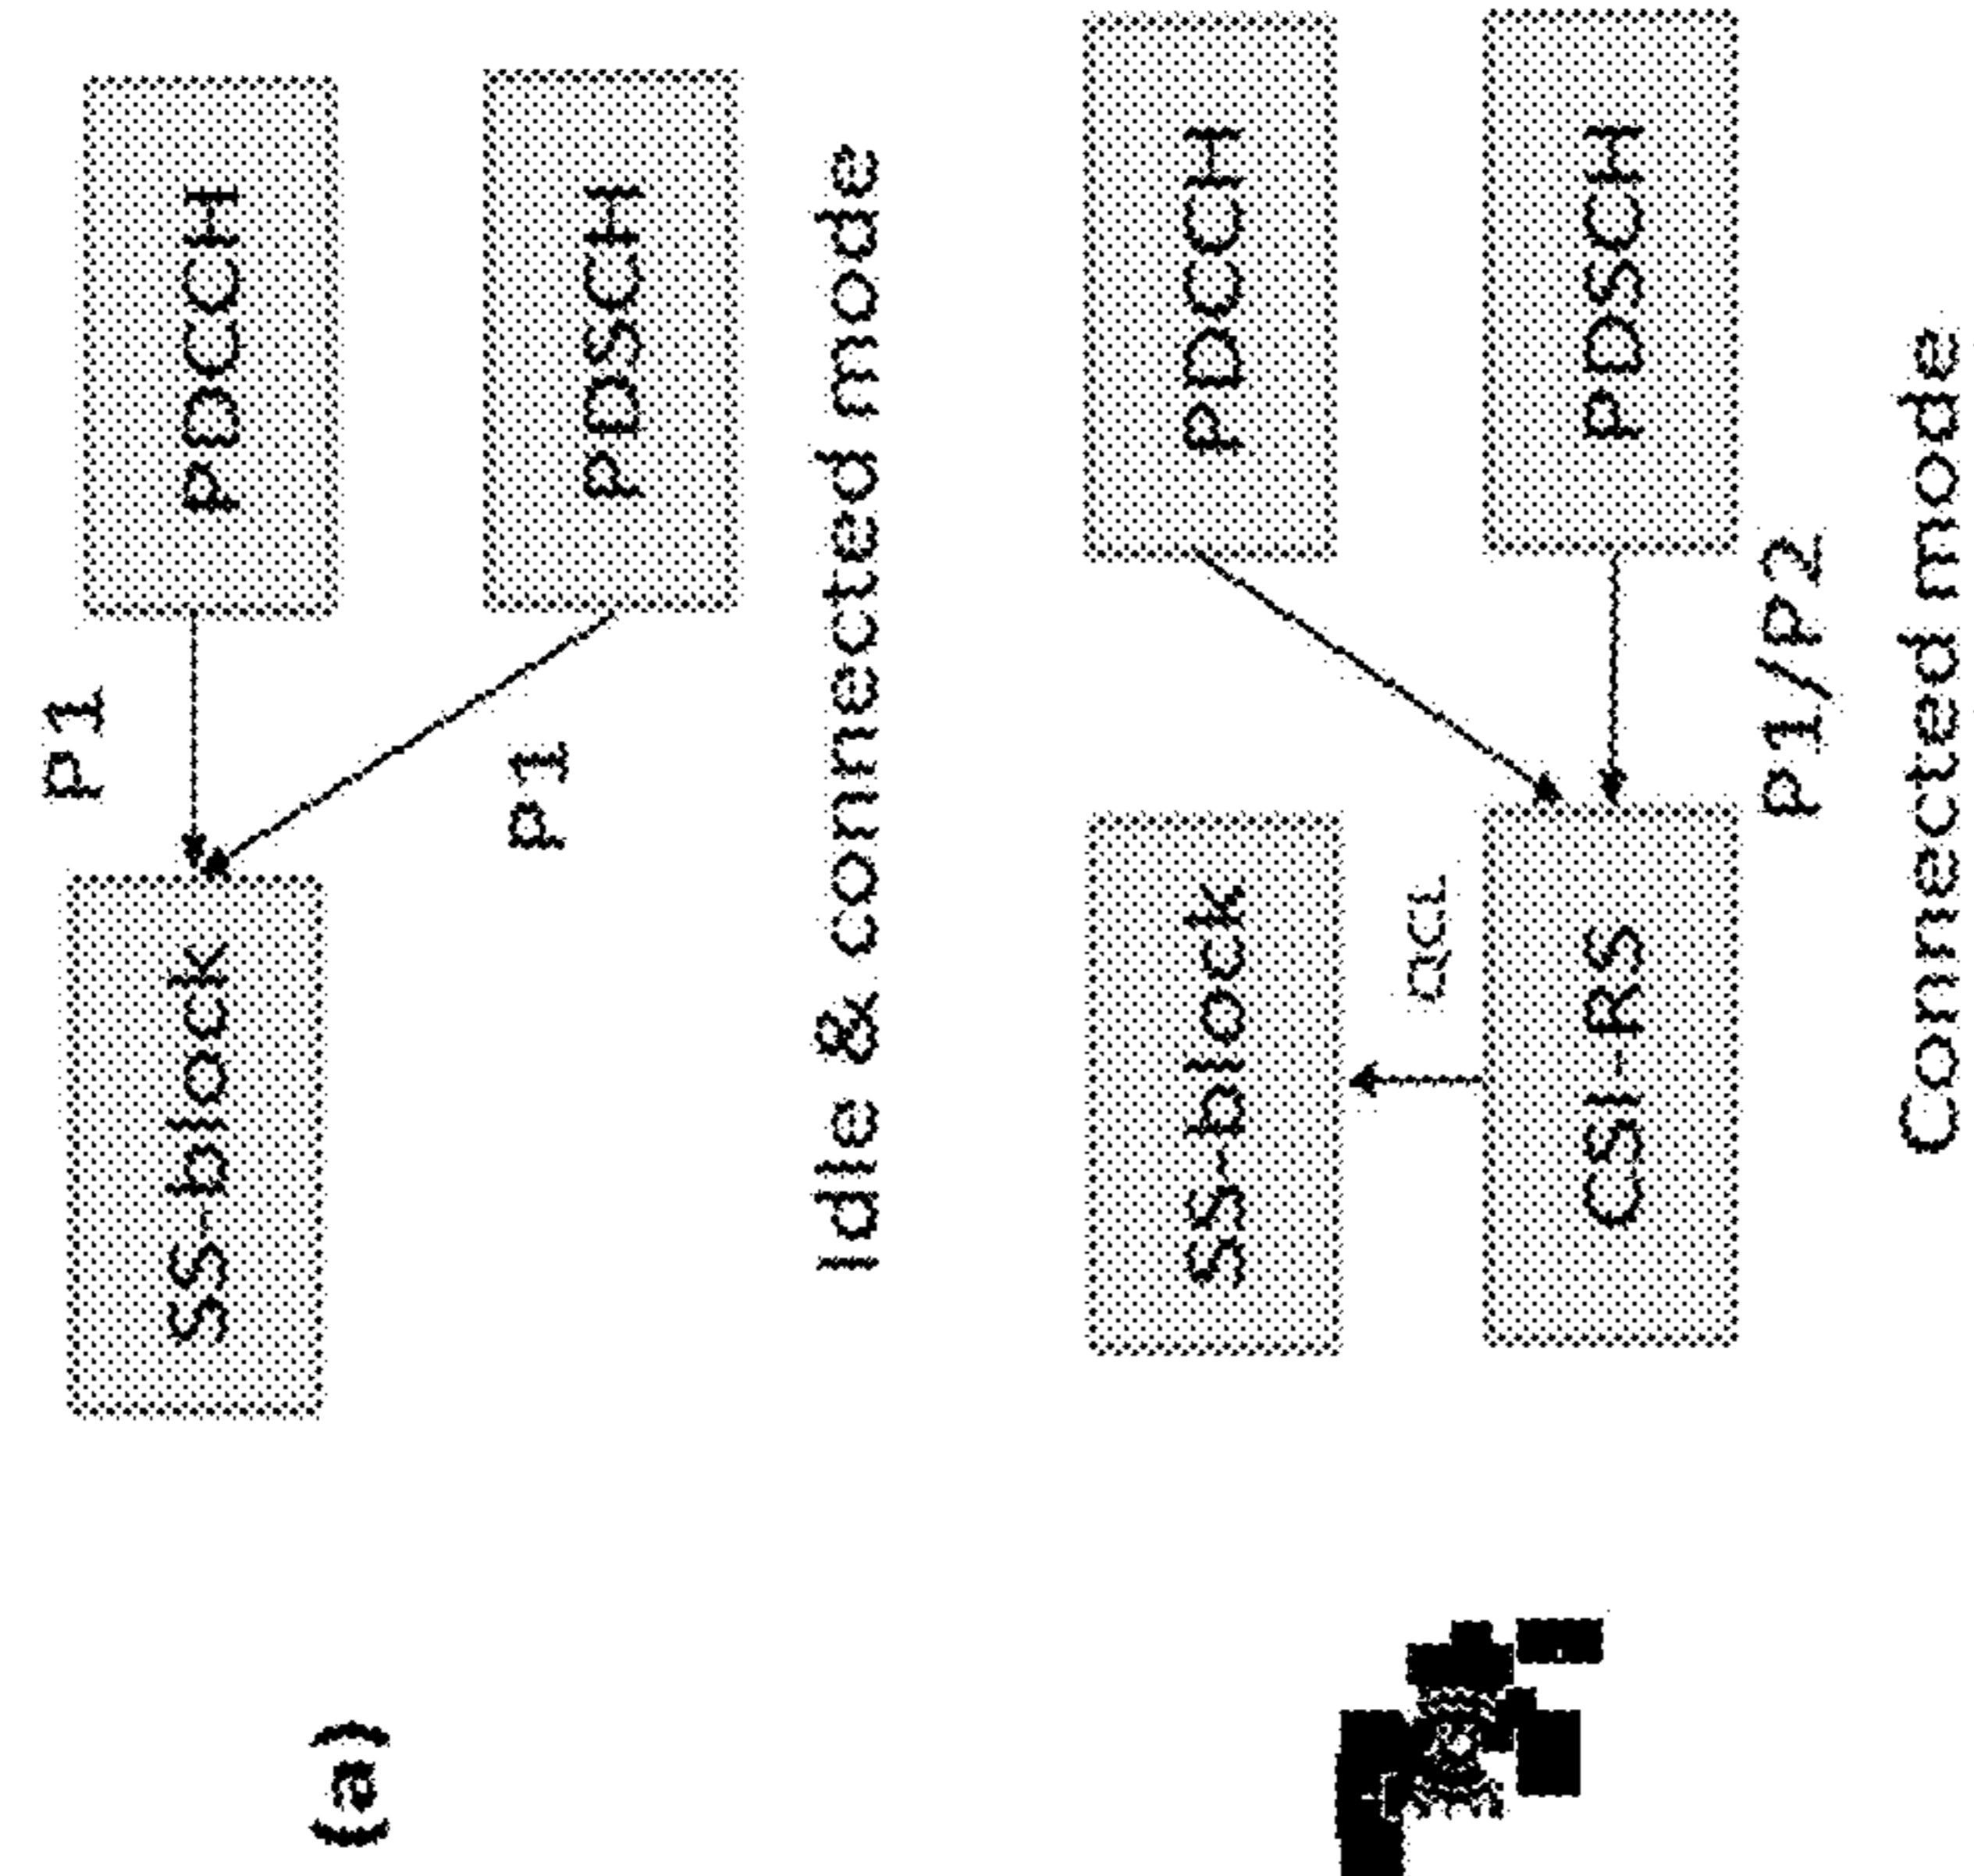 (a)
P1
SS-block
PDCCH
P1
PDSCH
Idle & connected mode
SS-block
PDCCH
QCL
CSI-RS
PDSCH
P1/P2
Connected mode